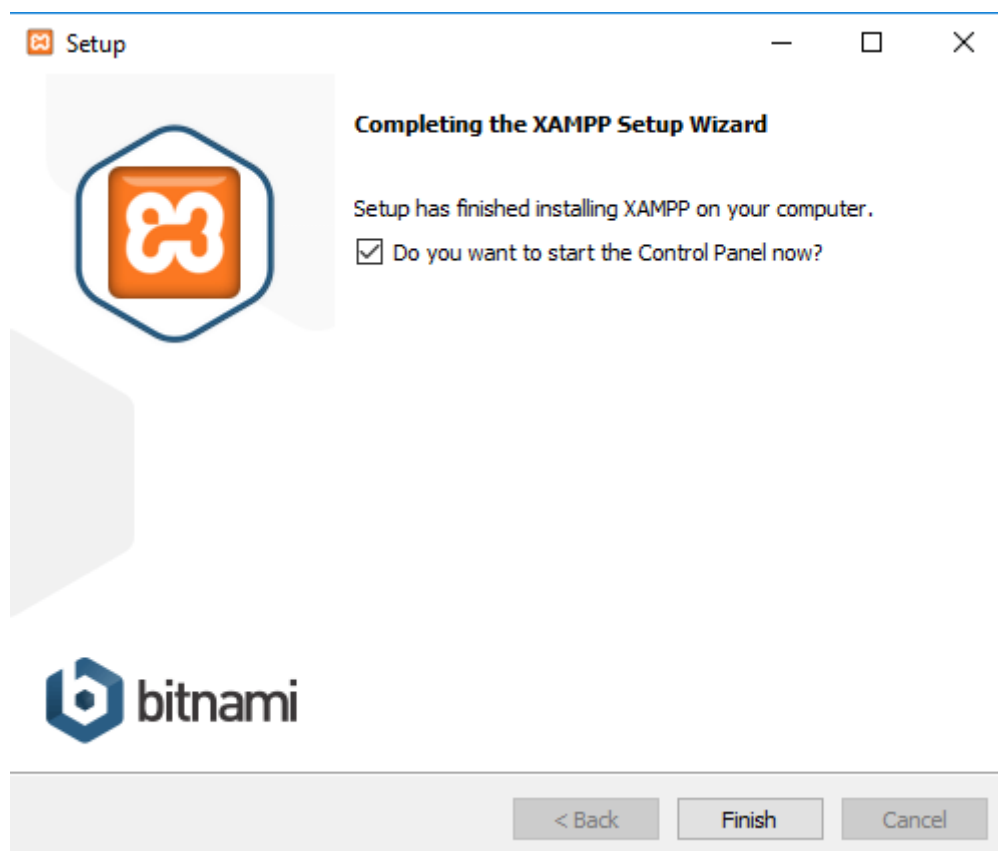 Setup
Completing the XAMPP Setup Wizard
Setup has finished installing XAMPP on your computer.
Do you want to start the Control Panel now?
bitnami
< Back
Finish
Cancel